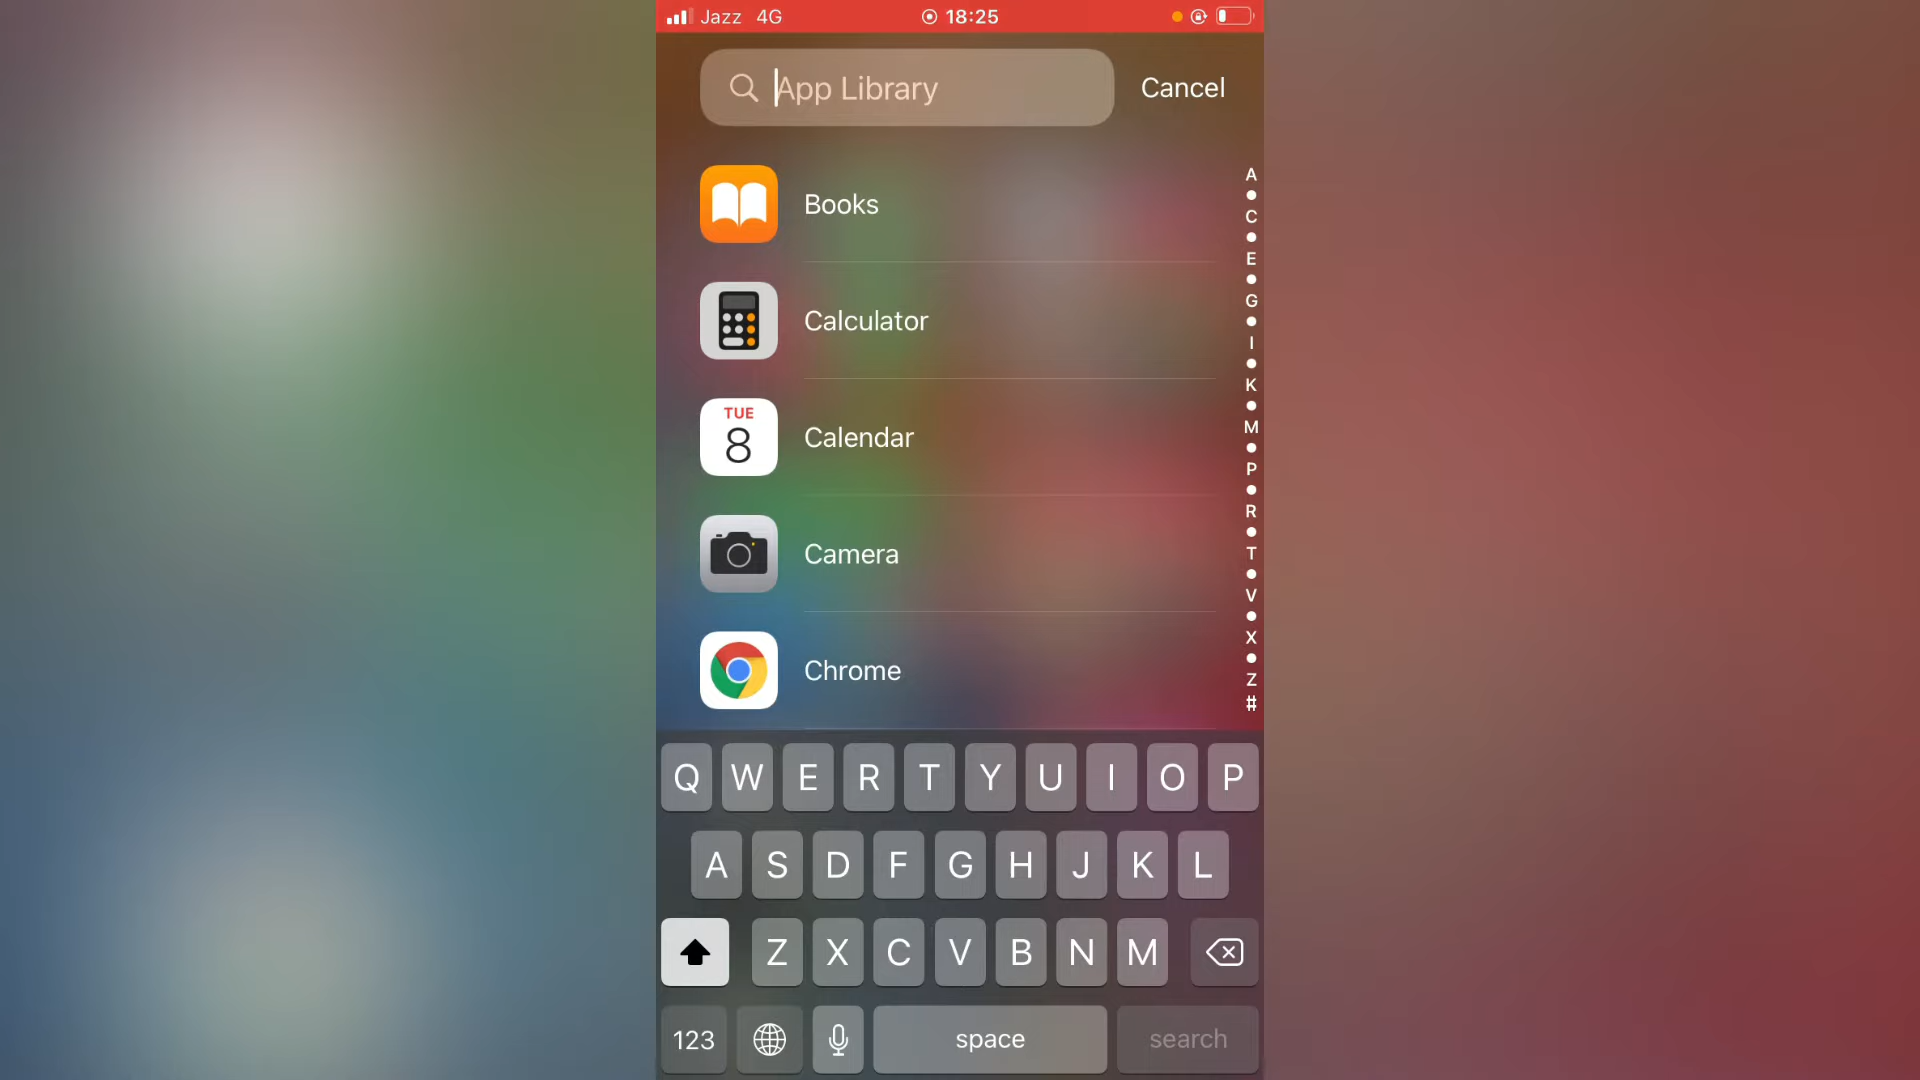 Jazz 4G 18:25
App Library Cancel
Books
Calculator
TUE
8
Calendar
Camera
Chrome
A
C
E
G
I
K
M
P
R
T
V
X
Z
#
Q W E R T Y U I O P
A S D F G H J K L
Z X C V B N M
123 space search